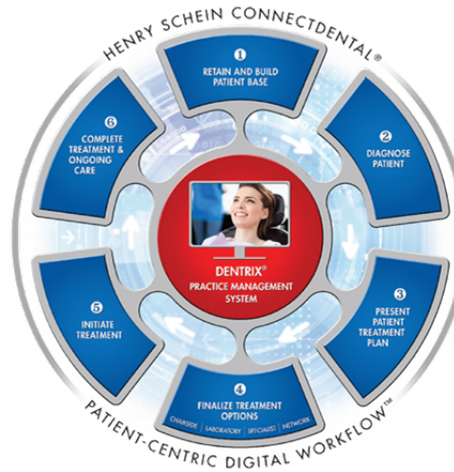 HENRY SCHEIN CONNECTDENTAL®
1
RETAIN AND BUILD
PATIENT BASE
2
DIAGNOSE
PATIENT
3
PRESENT
PATIENT
TREATMENT
PLAN
4
FINALIZE TREATMENT
OPTIONS
CHAIRSIDE | LABORATORY | SPECIALIST | NETWORK
5
INITIATE
TREATMENT
6
COMPLETE
TREATMENT &
ONGOING
CARE
DENTRIX®
PRACTICE MANAGEMENT
SYSTEM
PATIENT-CENTRIC DIGITAL WORKFLOW™